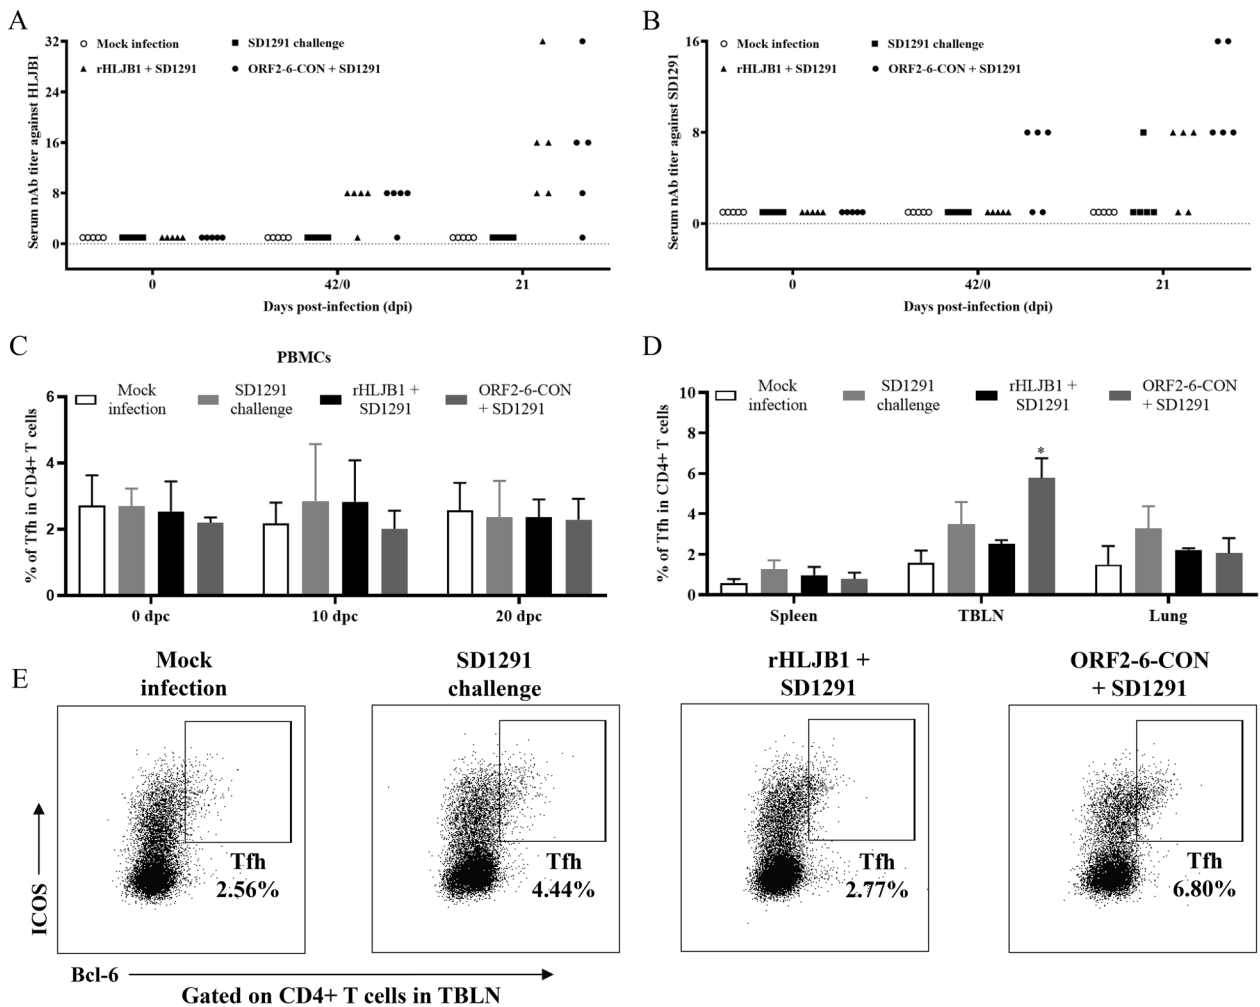 A
Serum nAb titer against HLJB1
32
24
16
8
0
Mock infection
SD1291 challenge
rHLJB1 + SD1291
ORF2-6-CON + SD1291
0
42/0
21
Days post-infection (dpi)
B
Serum nAb titer against SD1291
16
8
0
Mock infection
SD1291 challenge
rHLJB1 + SD1291
ORF2-6-CON + SD1291
0
42/0
21
Days post-infection (dpi)
C
PBMCs
% of Tfh in CD4+ T cells
6
4
2
0
Mock
infection
SD1291
challenge
rHLJB1 +
SD1291
ORF2-6-CON
+ SD1291
0 dpc
10 dpc
20 dpc
D
% of Tfh in CD4+ T cells
10
8
6
4
2
0
Mock
infection
SD1291
challenge
rHLJB1 +
SD1291
ORF2-6-CON
+ SD1291
*
Spleen
TBLN
Lung
E
Mock
infection
SD1291
challenge
rHLJB1 +
SD1291
ORF2-6-CON
+ SD1291
Tfh
2.56%
Tfh
4.44%
Tfh
2.77%
Tfh
6.80%
ICOS
Bcl-6
Gated on CD4+ T cells in TBLN